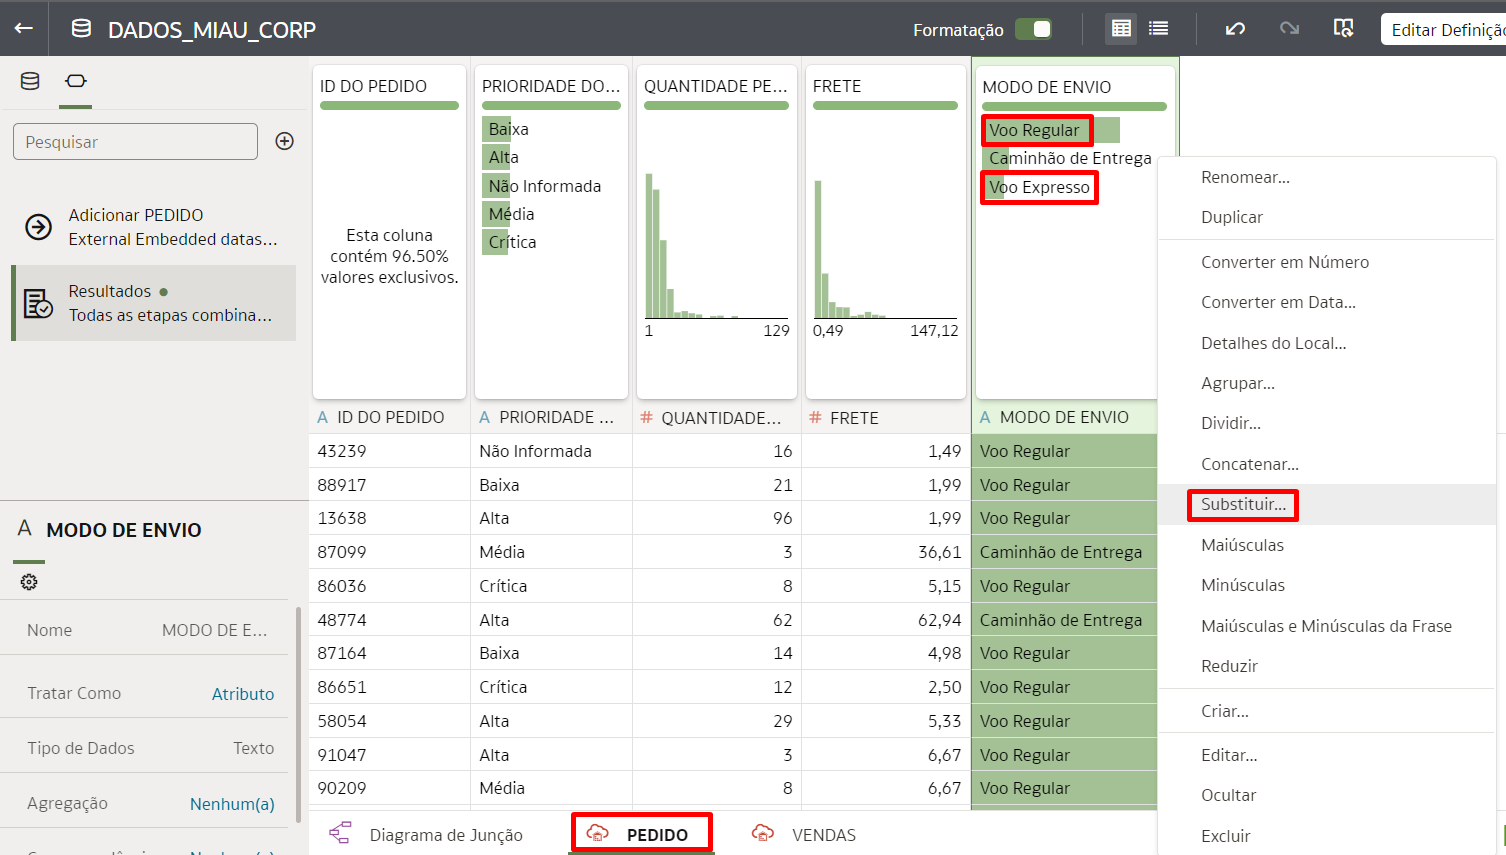 DADOS_MIAU_CORP
Formatação
Editar Definição
Pesquisar
Adicionar PEDIDO
External Embedded datas...
Resultados
Todas as etapas combina...
A MODO DE ENVIO
Nome MODO DE E...
Tratar Como Atributo
Tipo de Dados Texto
Agregação Nenhum(a)
ID DO PEDIDO
Esta coluna
contém 96.50%
valores exclusivos.
PRIORIDADE DO...
Baixa
Alta
Não Informada
Média
Crítica
QUANTIDADE PE...
1 129
FRETE
0,49 147,12
MODO DE ENVIO
Voo Regular
Caminhão de Entrega
Voo Expresso
A ID DO PEDIDO A PRIORIDADE ... # QUANTIDADE... # FRETE A MODO DE ENVIO
43239 Não Informada 16 1,49 Voo Regular
88917 Baixa 21 1,99 Voo Regular
13638 Alta 96 1,99 Voo Regular
87099 Média 3 36,61 Caminhão de Entrega
86036 Crítica 8 5,15 Voo Regular
48774 Alta 62 62,94 Caminhão de Entrega
87164 Baixa 14 4,98 Voo Regular
86651 Crítica 12 2,50 Voo Regular
58054 Alta 29 5,33 Voo Regular
91047 Alta 3 6,67 Voo Regular
90209 Média 8 6,67 Voo Regular
Renomear...
Duplicar
Converter em Número
Converter em Data...
Detalhes do Local...
Agrupar...
Dividir...
Concatenar...
Substituir...
Maiúsculas
Minúsculas
Maiúsculas e Minúsculas da Frase
Reduzir
Criar...
Editar...
Ocultar
Excluir
Diagrama de Junção PEDIDO VENDAS